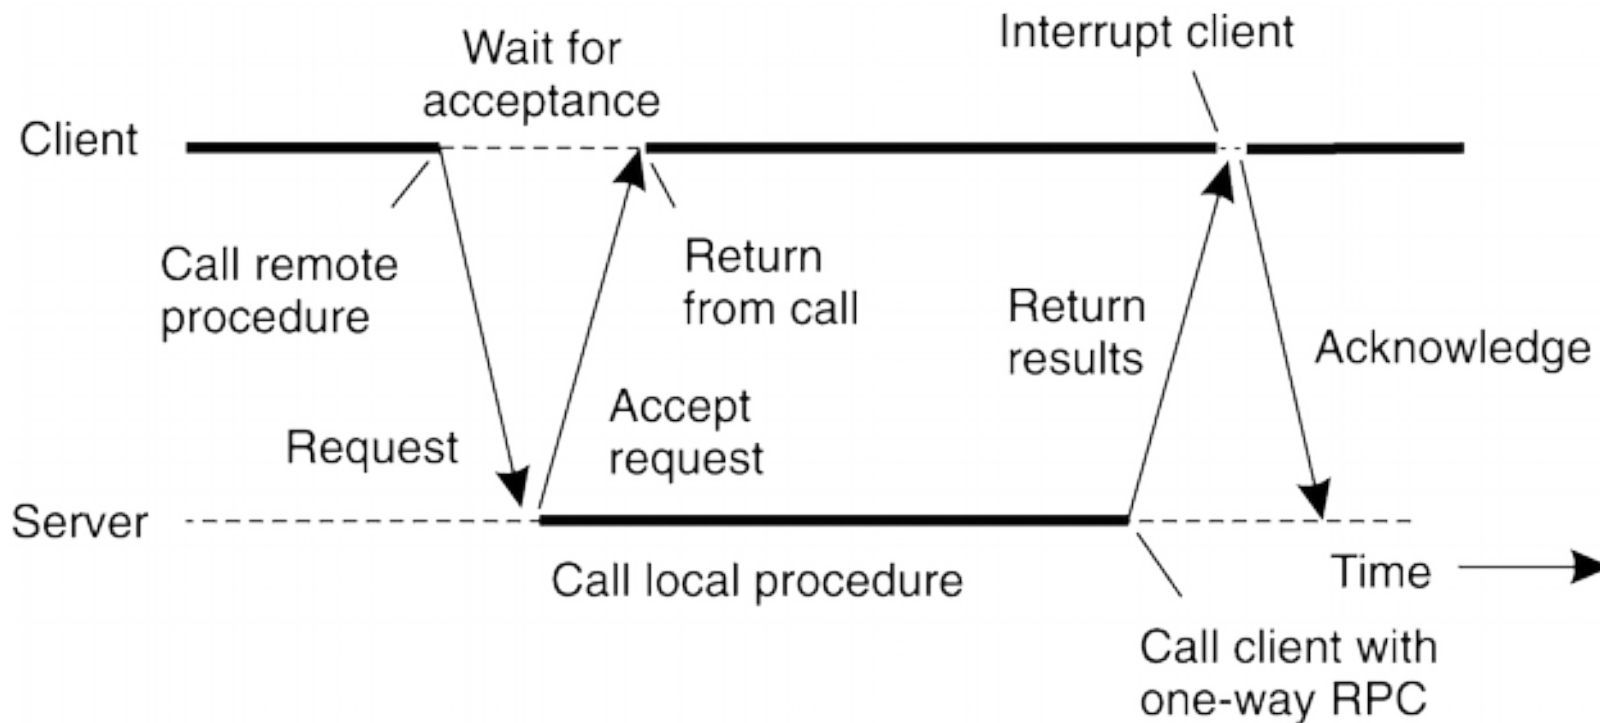 Wait for
acceptance
Interrupt client
Client
Call remote
procedure
Return
from call
Return
results
Acknowledge
Request
Accept
request
Server
Call local procedure
Time
Call client with
one-way RPC